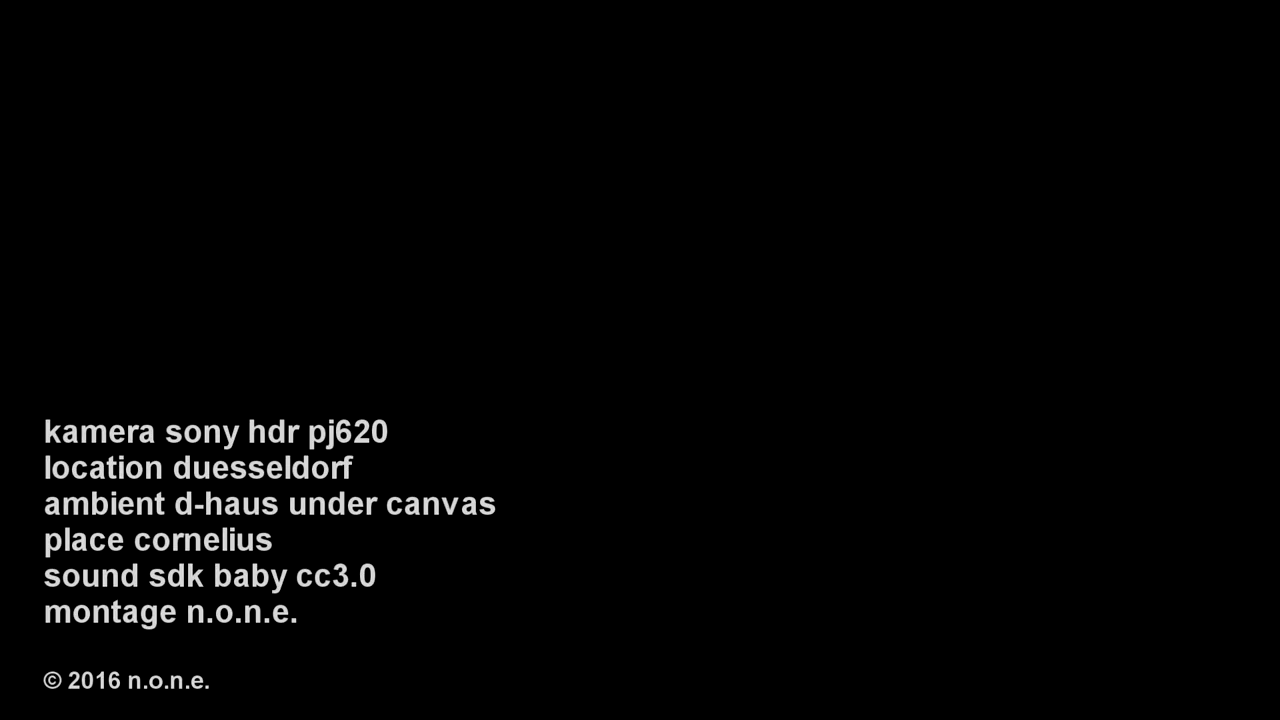 kamera sony hdr pj620
location duesseldorf
ambient d-haus under canvas
place cornelius
sound sdk baby cc3.0
montage n.o.n.e.
© 2016 n.o.n.e.